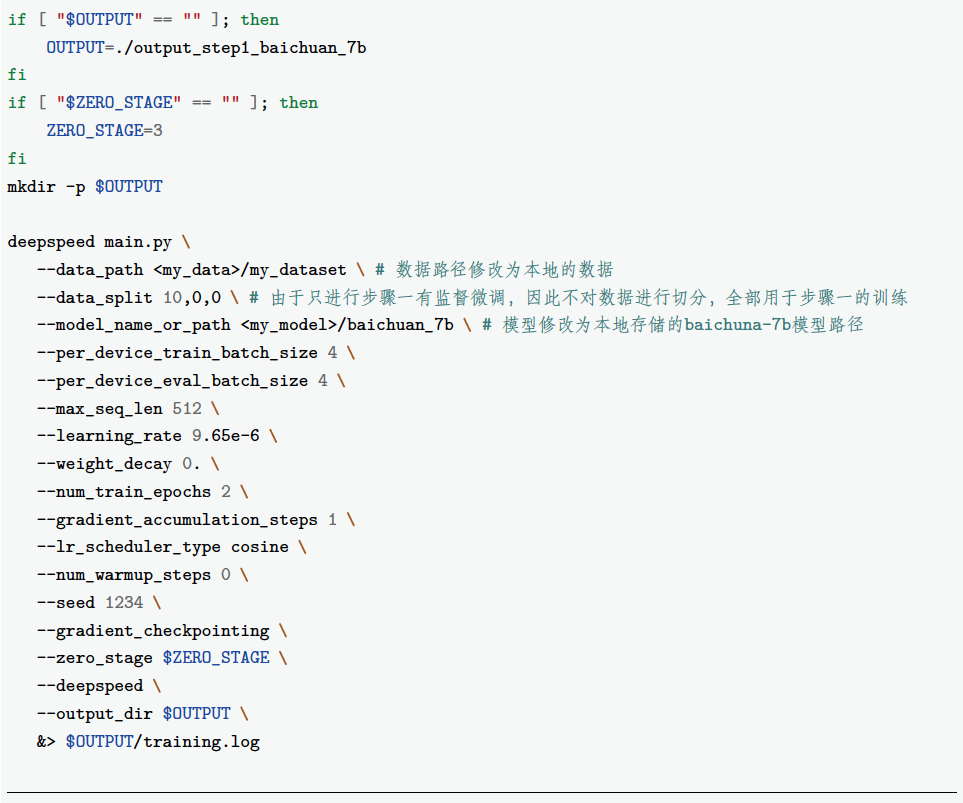 if [ "$OUTPUT" == "" ]; then
    OUTPUT=./output_step1_baichuan_7b
fi
if [ "$ZERO_STAGE" == "" ]; then
    ZERO_STAGE=3
fi
mkdir -p $OUTPUT

deepspeed main.py \
   --data_path <my_data>/my_dataset \ # 数据路径修改为本地的数据
   --data_split 10,0,0 \ # 由于只进行步骤一有监督微调，因此不对数据进行切分，全部用于步骤一的训练
   --model_name_or_path <my_model>/baichuan_7b \ # 模型修改为本地存储的baichuna-7b模型路径
   --per_device_train_batch_size 4 \
   --per_device_eval_batch_size 4 \
   --max_seq_len 512 \
   --learning_rate 9.65e-6 \
   --weight_decay 0. \
   --num_train_epochs 2 \
   --gradient_accumulation_steps 1 \
   --lr_scheduler_type cosine \
   --num_warmup_steps 0 \
   --seed 1234 \
   --gradient_checkpointing \
   --zero_stage $ZERO_STAGE \
   --deepspeed \
   --output_dir $OUTPUT \
   &> $OUTPUT/training.log